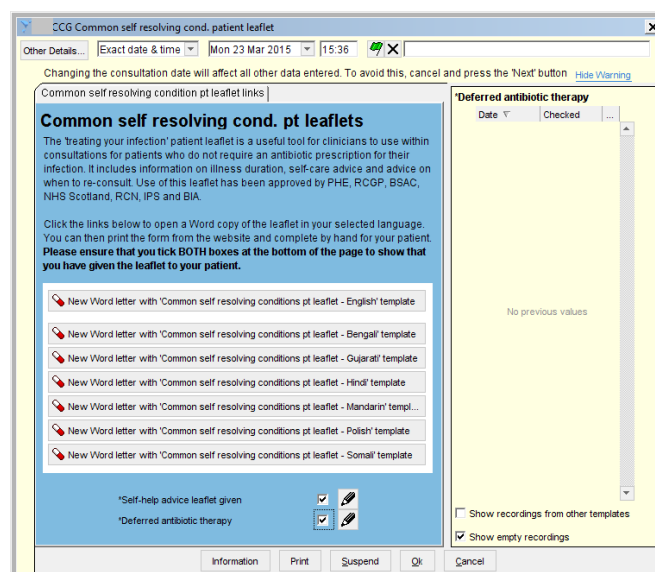 CCG Common self resolving cond. patient leaflet
Other Details... Exact date & time Mon 23 Mar 2015 15:36
Changing the consultation date will affect all other data entered. To avoid this, cancel and press the 'Next' button Hide Warning
Common self resolving condition pt leaflet links
Common self resolving cond. pt leaflets
The 'treating your infection' patient leaflet is a useful tool for clinicians to use within
consultations for patients who do not require an antibiotic prescription for their
infection. It includes information on illness duration, self-care advice and advice on
when to re-consult. Use of this leaflet has been approved by PHE, RCGP, BSAC,
NHS Scotland, RCN, IPS and BIA.
Click the links below to open a Word copy of the leaflet in your selected language.
You can then print the form from the website and complete by hand for your patient.
Please ensure that you tick BOTH boxes at the bottom of the page to show that
you have given the leaflet to your patient.
New Word letter with 'Common self resolving conditions pt leaflet - English' template
New Word letter with 'Common self resolving conditions pt leaflet - Bengali' template
New Word letter with 'Common self resolving conditions pt leaflet - Gujarati' template
New Word letter with 'Common self resolving conditions pt leaflet - Hindi' template
New Word letter with 'Common self resolving conditions pt leaflet - Mandarin' templ...
New Word letter with 'Common self resolving conditions pt leaflet - Polish' template
New Word letter with 'Common self resolving conditions pt leaflet - Somali' template
*Self-help advice leaflet given
*Deferred antibiotic therapy
*Deferred antibiotic therapy
Date Checked ...
No previous values
Show recordings from other templates
Show empty recordings
Information Print Suspend Ok Cancel